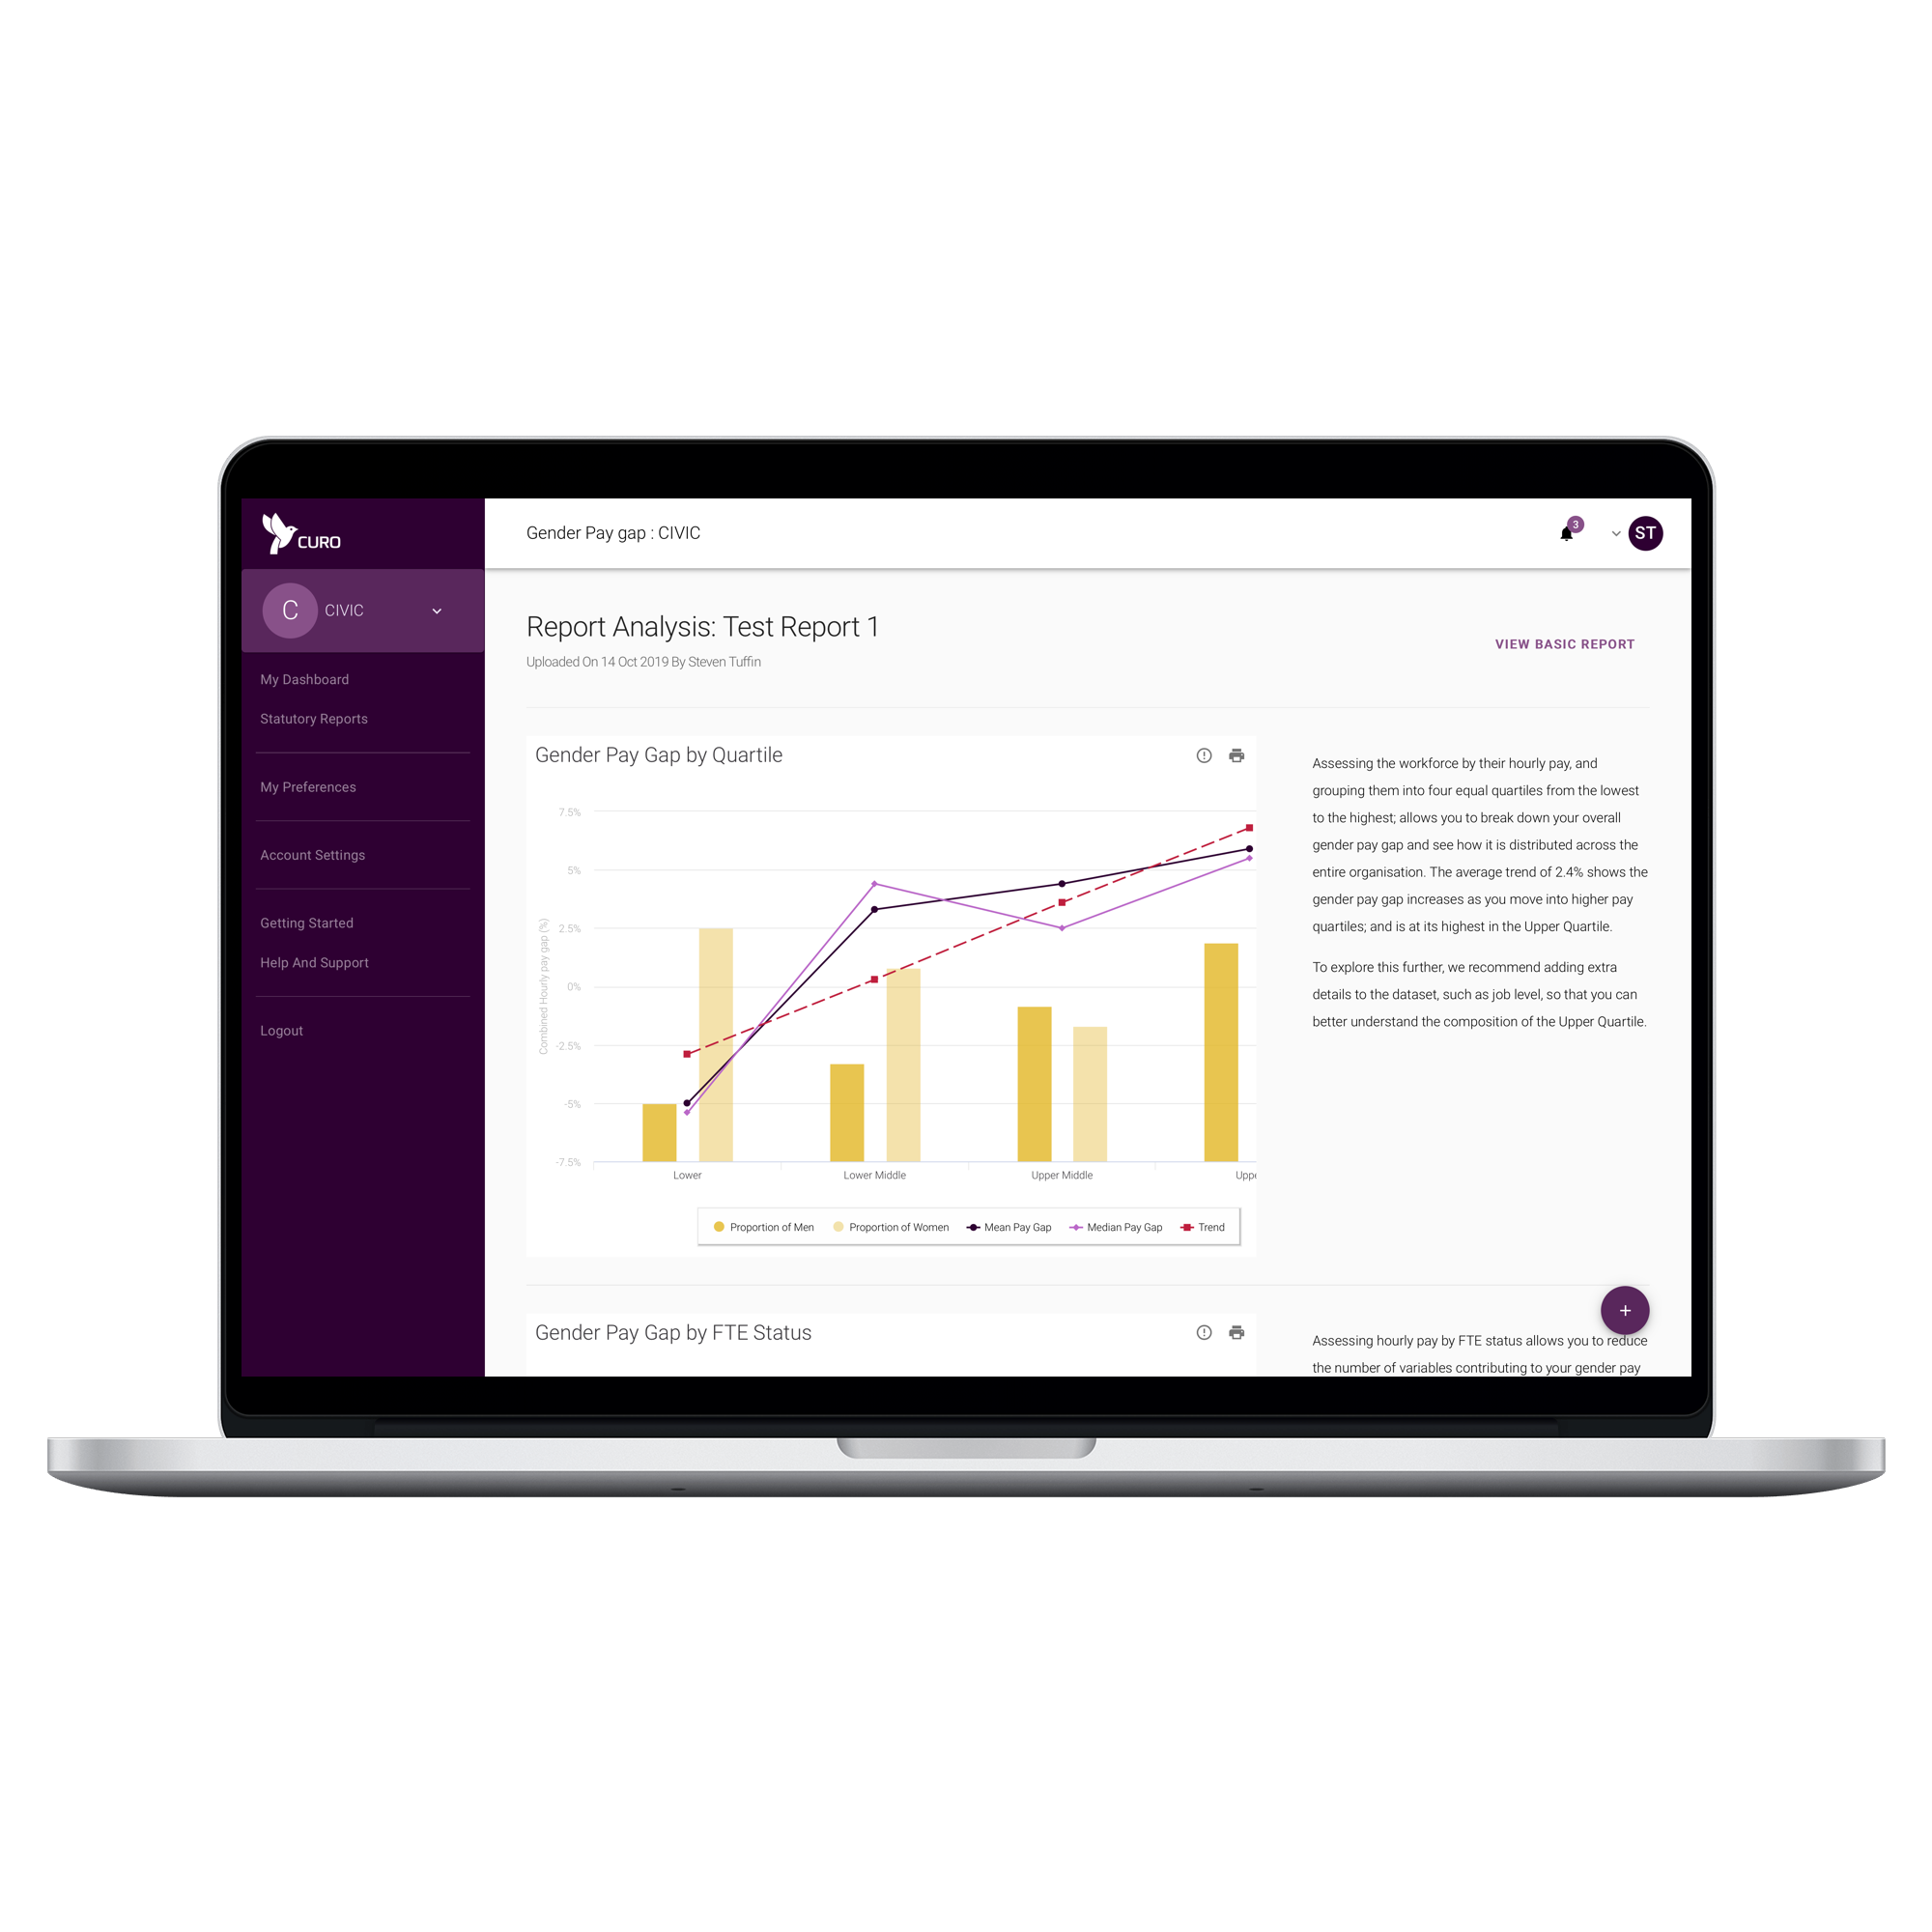 CURO
Gender Pay gap : CIVIC
3
ST
C
CIVIC
My Dashboard
Statutory Reports
My Preferences
Account Settings
Getting Started
Help And Support
Logout
Report Analysis: Test Report 1
Uploaded On 14 Oct 2019 By Steven Tuffin
VIEW BASIC REPORT
Gender Pay Gap by Quartile
Combined Hourly pay gap (%)
7.5%
5%
2.5%
0%
-2.5%
-5%
-7.5%
Lower
Lower Middle
Upper Middle
Uppe
Proportion of Men
Proportion of Women
Mean Pay Gap
Median Pay Gap
Trend
Assessing the workforce by their hourly pay, and
grouping them into four equal quartiles from the lowest
to the highest; allows you to break down your overall
gender pay gap and see how it is distributed across the
entire organisation. The average trend of 2.4% shows the
gender pay gap increases as you move into higher pay
quartiles; and is at its highest in the Upper Quartile.
To explore this further, we recommend adding extra
details to the dataset, such as job level, so that you can
better understand the composition of the Upper Quartile.
+
Gender Pay Gap by FTE Status
Assessing hourly pay by FTE status allows you to reduce
the number of variables contributing to your gender pay